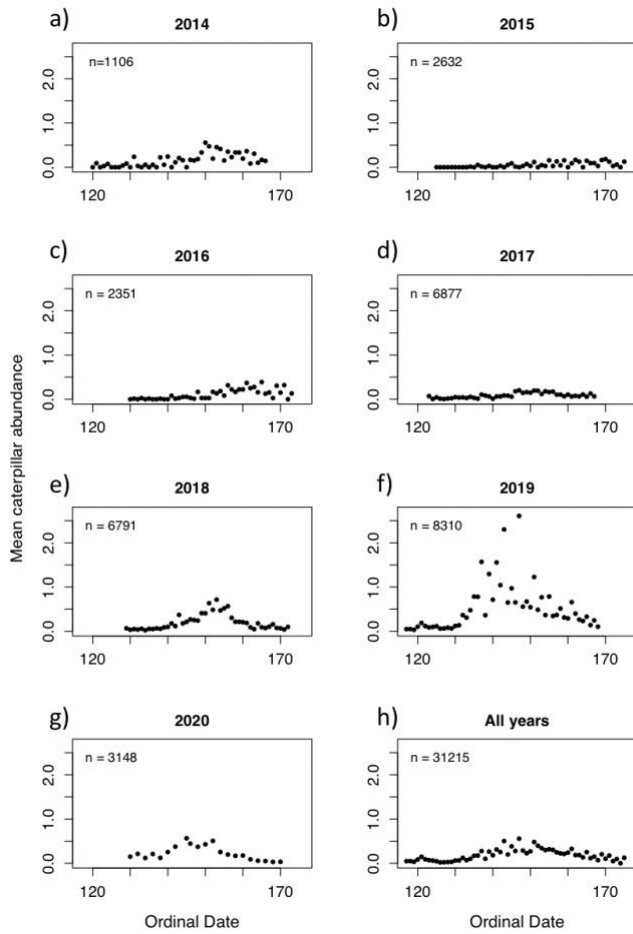 a)
2014
n=1106
0.0 1.0 2.0
120 170
b)
2015
n = 2632
0.0 1.0 2.0
120 170
c)
2016
n = 2351
0.0 1.0 2.0
120 170
d)
2017
n = 6877
0.0 1.0 2.0
120 170
Mean caterpillar abundance
e)
2018
n = 6791
0.0 1.0 2.0
120 170
f)
2019
n = 8310
0.0 1.0 2.0
120 170
g)
2020
n = 3148
0.0 1.0 2.0
120 170
Ordinal Date
h)
All years
n = 31215
0.0 1.0 2.0
120 170
Ordinal Date